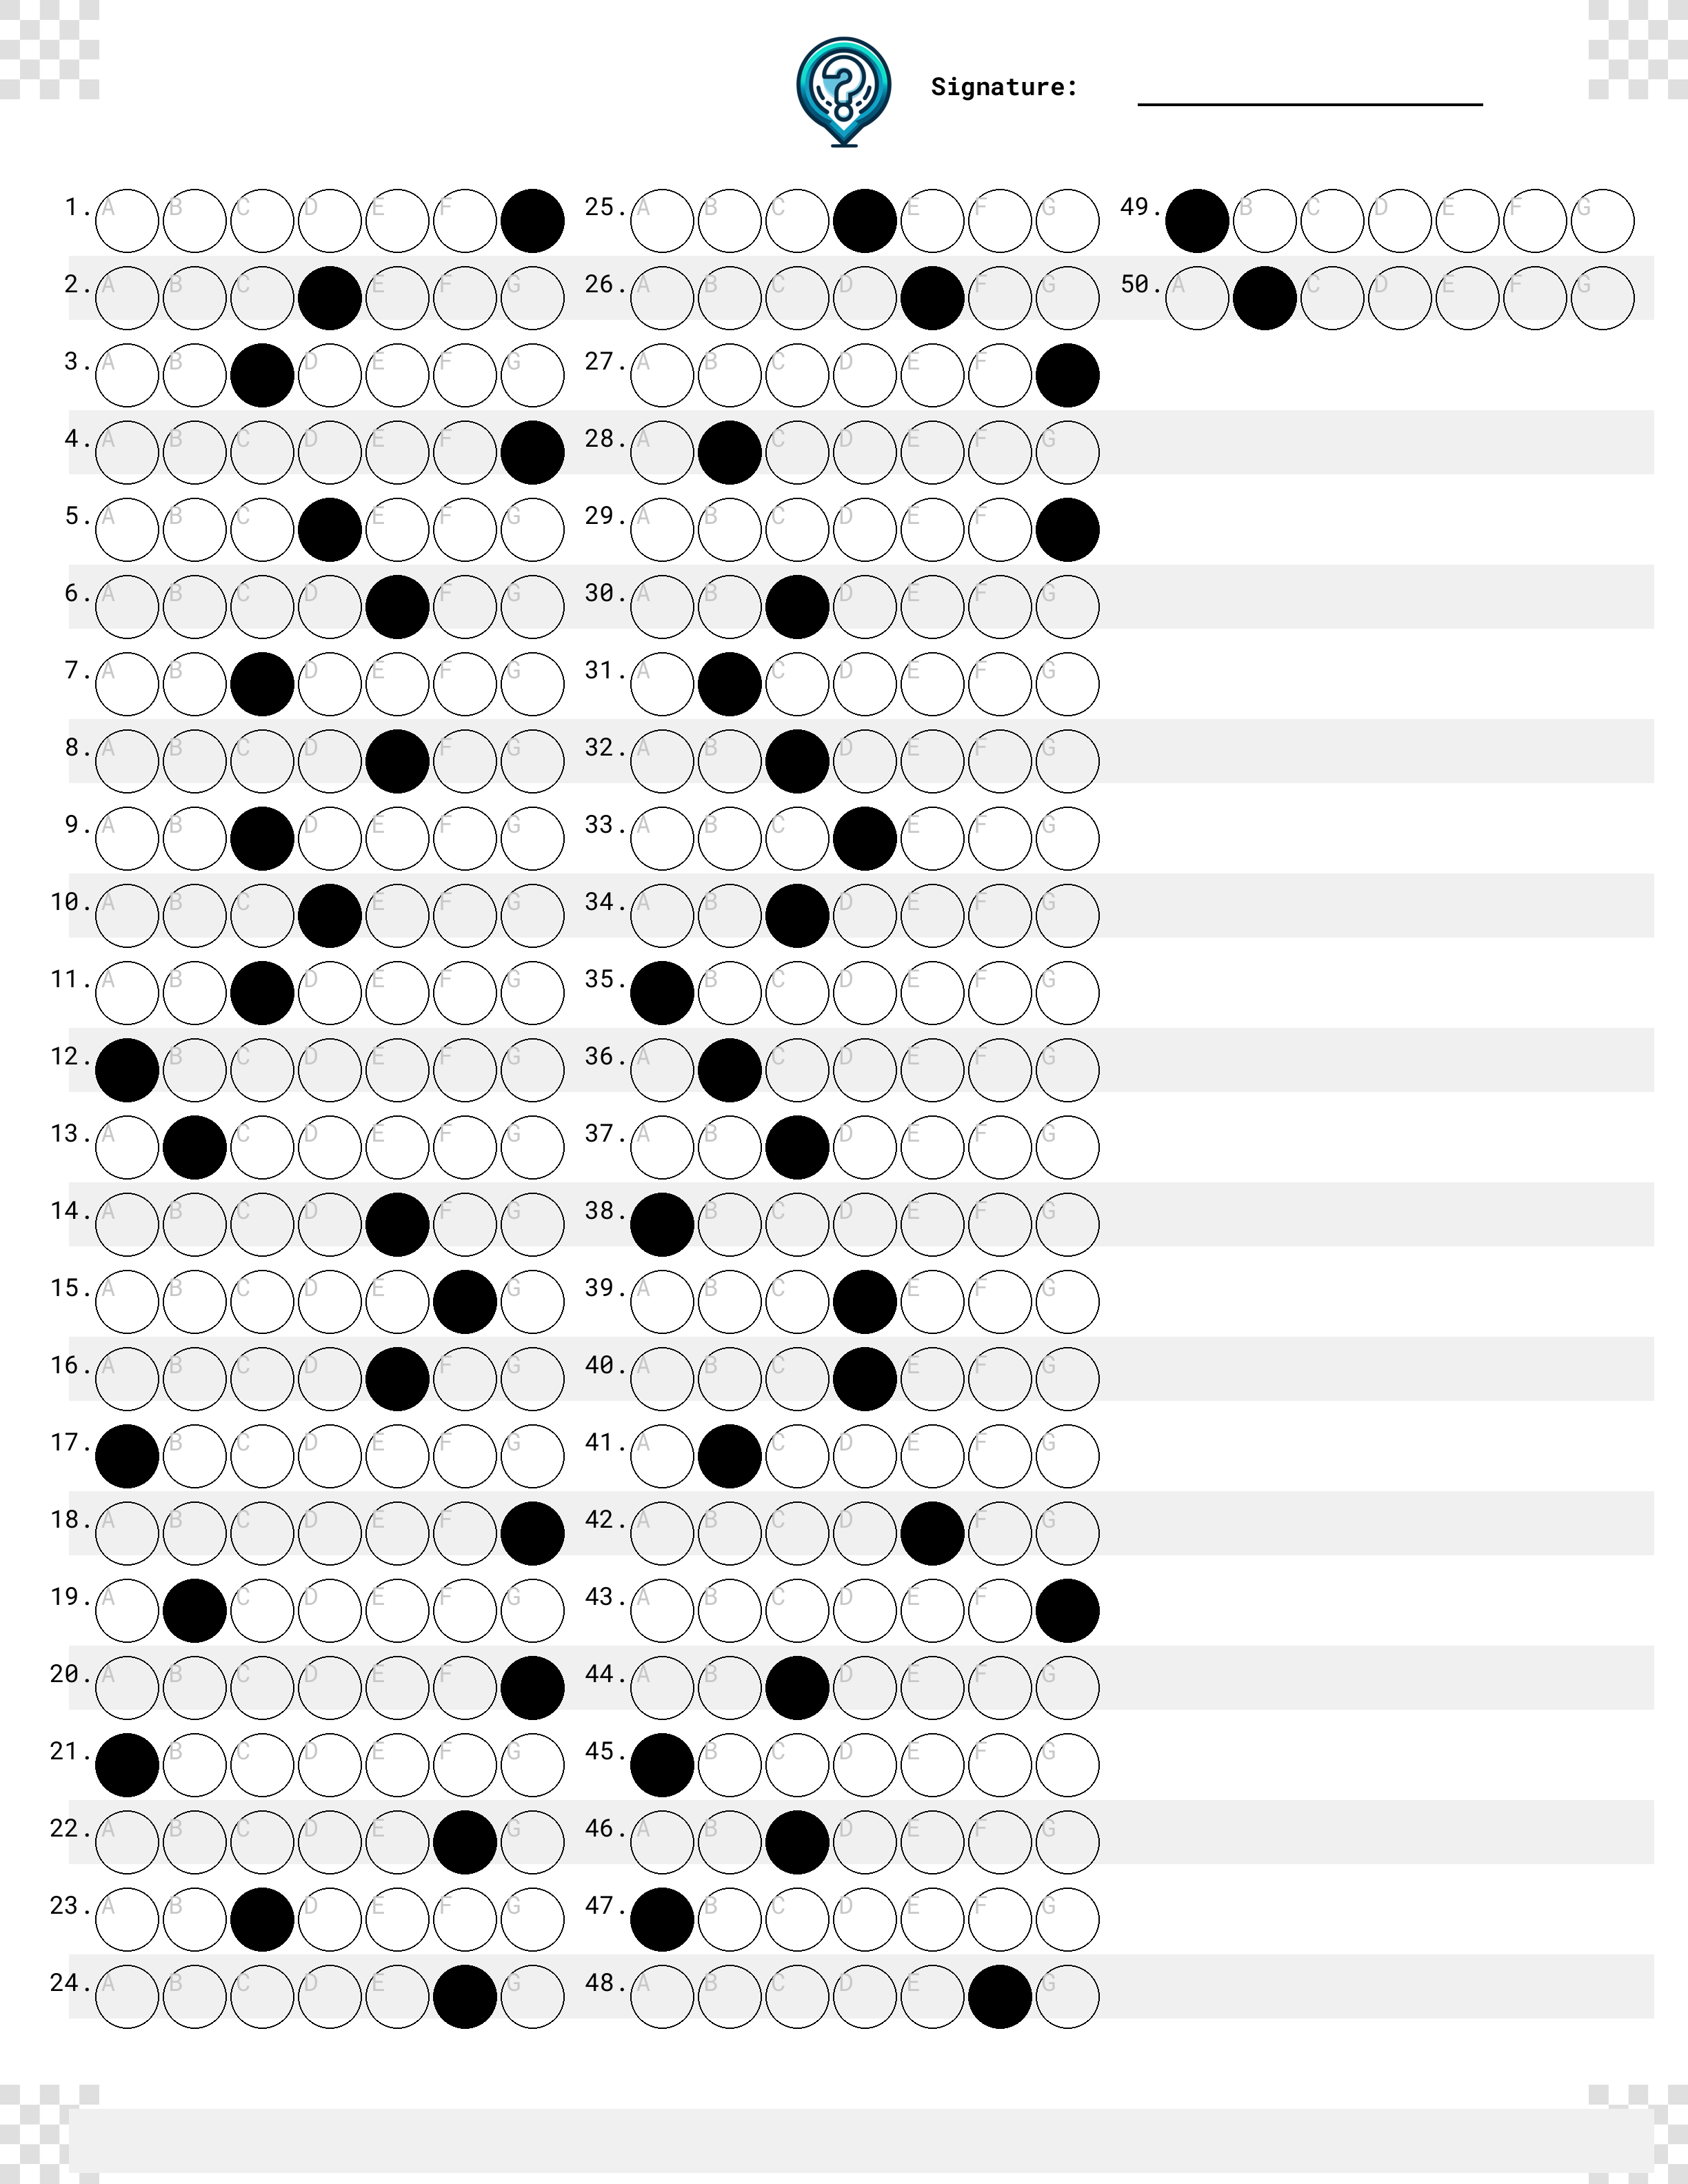 Signature:
1. A B C D E F
2. A B C E F G
3. A B D E F G
4. A B C D E F
5. A B C E F G
6. A B C D F G
7. A B D E F G
8. A B C D F G
9. A B D E F G
10. A B C E F G
11. A B D E F G
12. B C D E F G
13. A C D E F G
14. A B C D F G
15. A B C D E G
16. A B C D F G
17. B C D E F G
18. A B C D E F
19. A C D E F G
20. A B C D E F
21. B C D E F G
22. A B C D E G
23. A B D E F G
24. A B C D E G
25. A B C E F G
26. A B C D F G
27. A B C D E F
28. A C D E F G
29. A B C D E F
30. A B D E F G
31. A C D E F G
32. A B D E F G
33. A B C E F G
34. A B D E F G
35. B C D E F G
36. A C D E F G
37. A B D E F G
38. B C D E F G
39. A B C E F G
40. A B C E F G
41. A C D E F G
42. A B C D F G
43. A B C D E F
44. A B D E F G
45. B C D E F G
46. A B D E F G
47. B C D E F G
48. A B C D E G
49. B C D E F G
50. A C D E F G